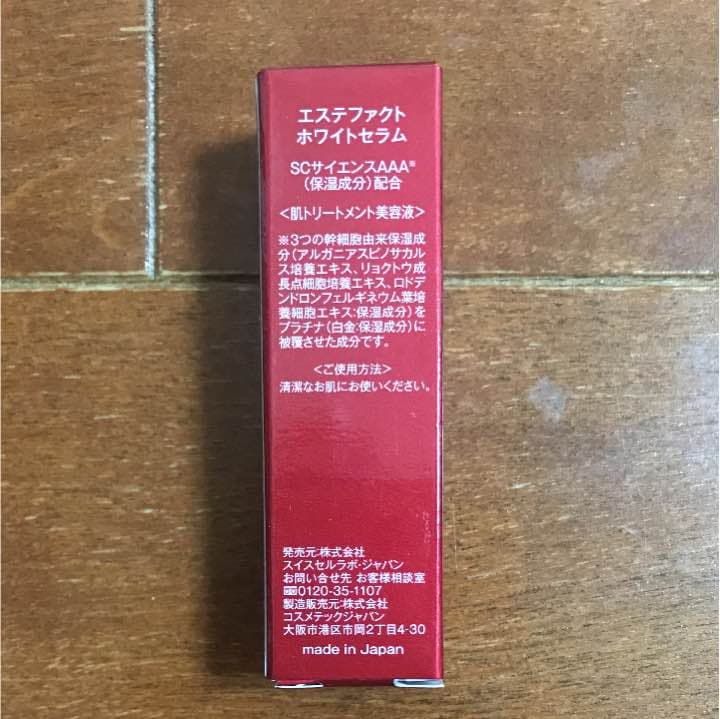 エステファクト
ホワイトセラム
SCサイエンスAAA※
(保湿成分)配合
<肌トリートメント美容液>
※3つの幹細胞由来保湿成
分(アルガニアスピノサカル
ス培養エキス、リョクトウ成
長点細胞培養エキス、ロドデ
ンドロンフェルギネウム葉培
養細胞エキス:保湿成分)を
プラチナ(白金:保湿成分)に
被覆させた成分です。
<ご使用方法>
清潔なお肌にお使いください。
発売元:株式会社
スイスセルラボ・ジャパン
お問い合せ先 お客様相談室
0120-35-1107
製造販売元:株式会社
コスメテックジャパン
大阪市港区市岡2丁目4-30
made in Japan